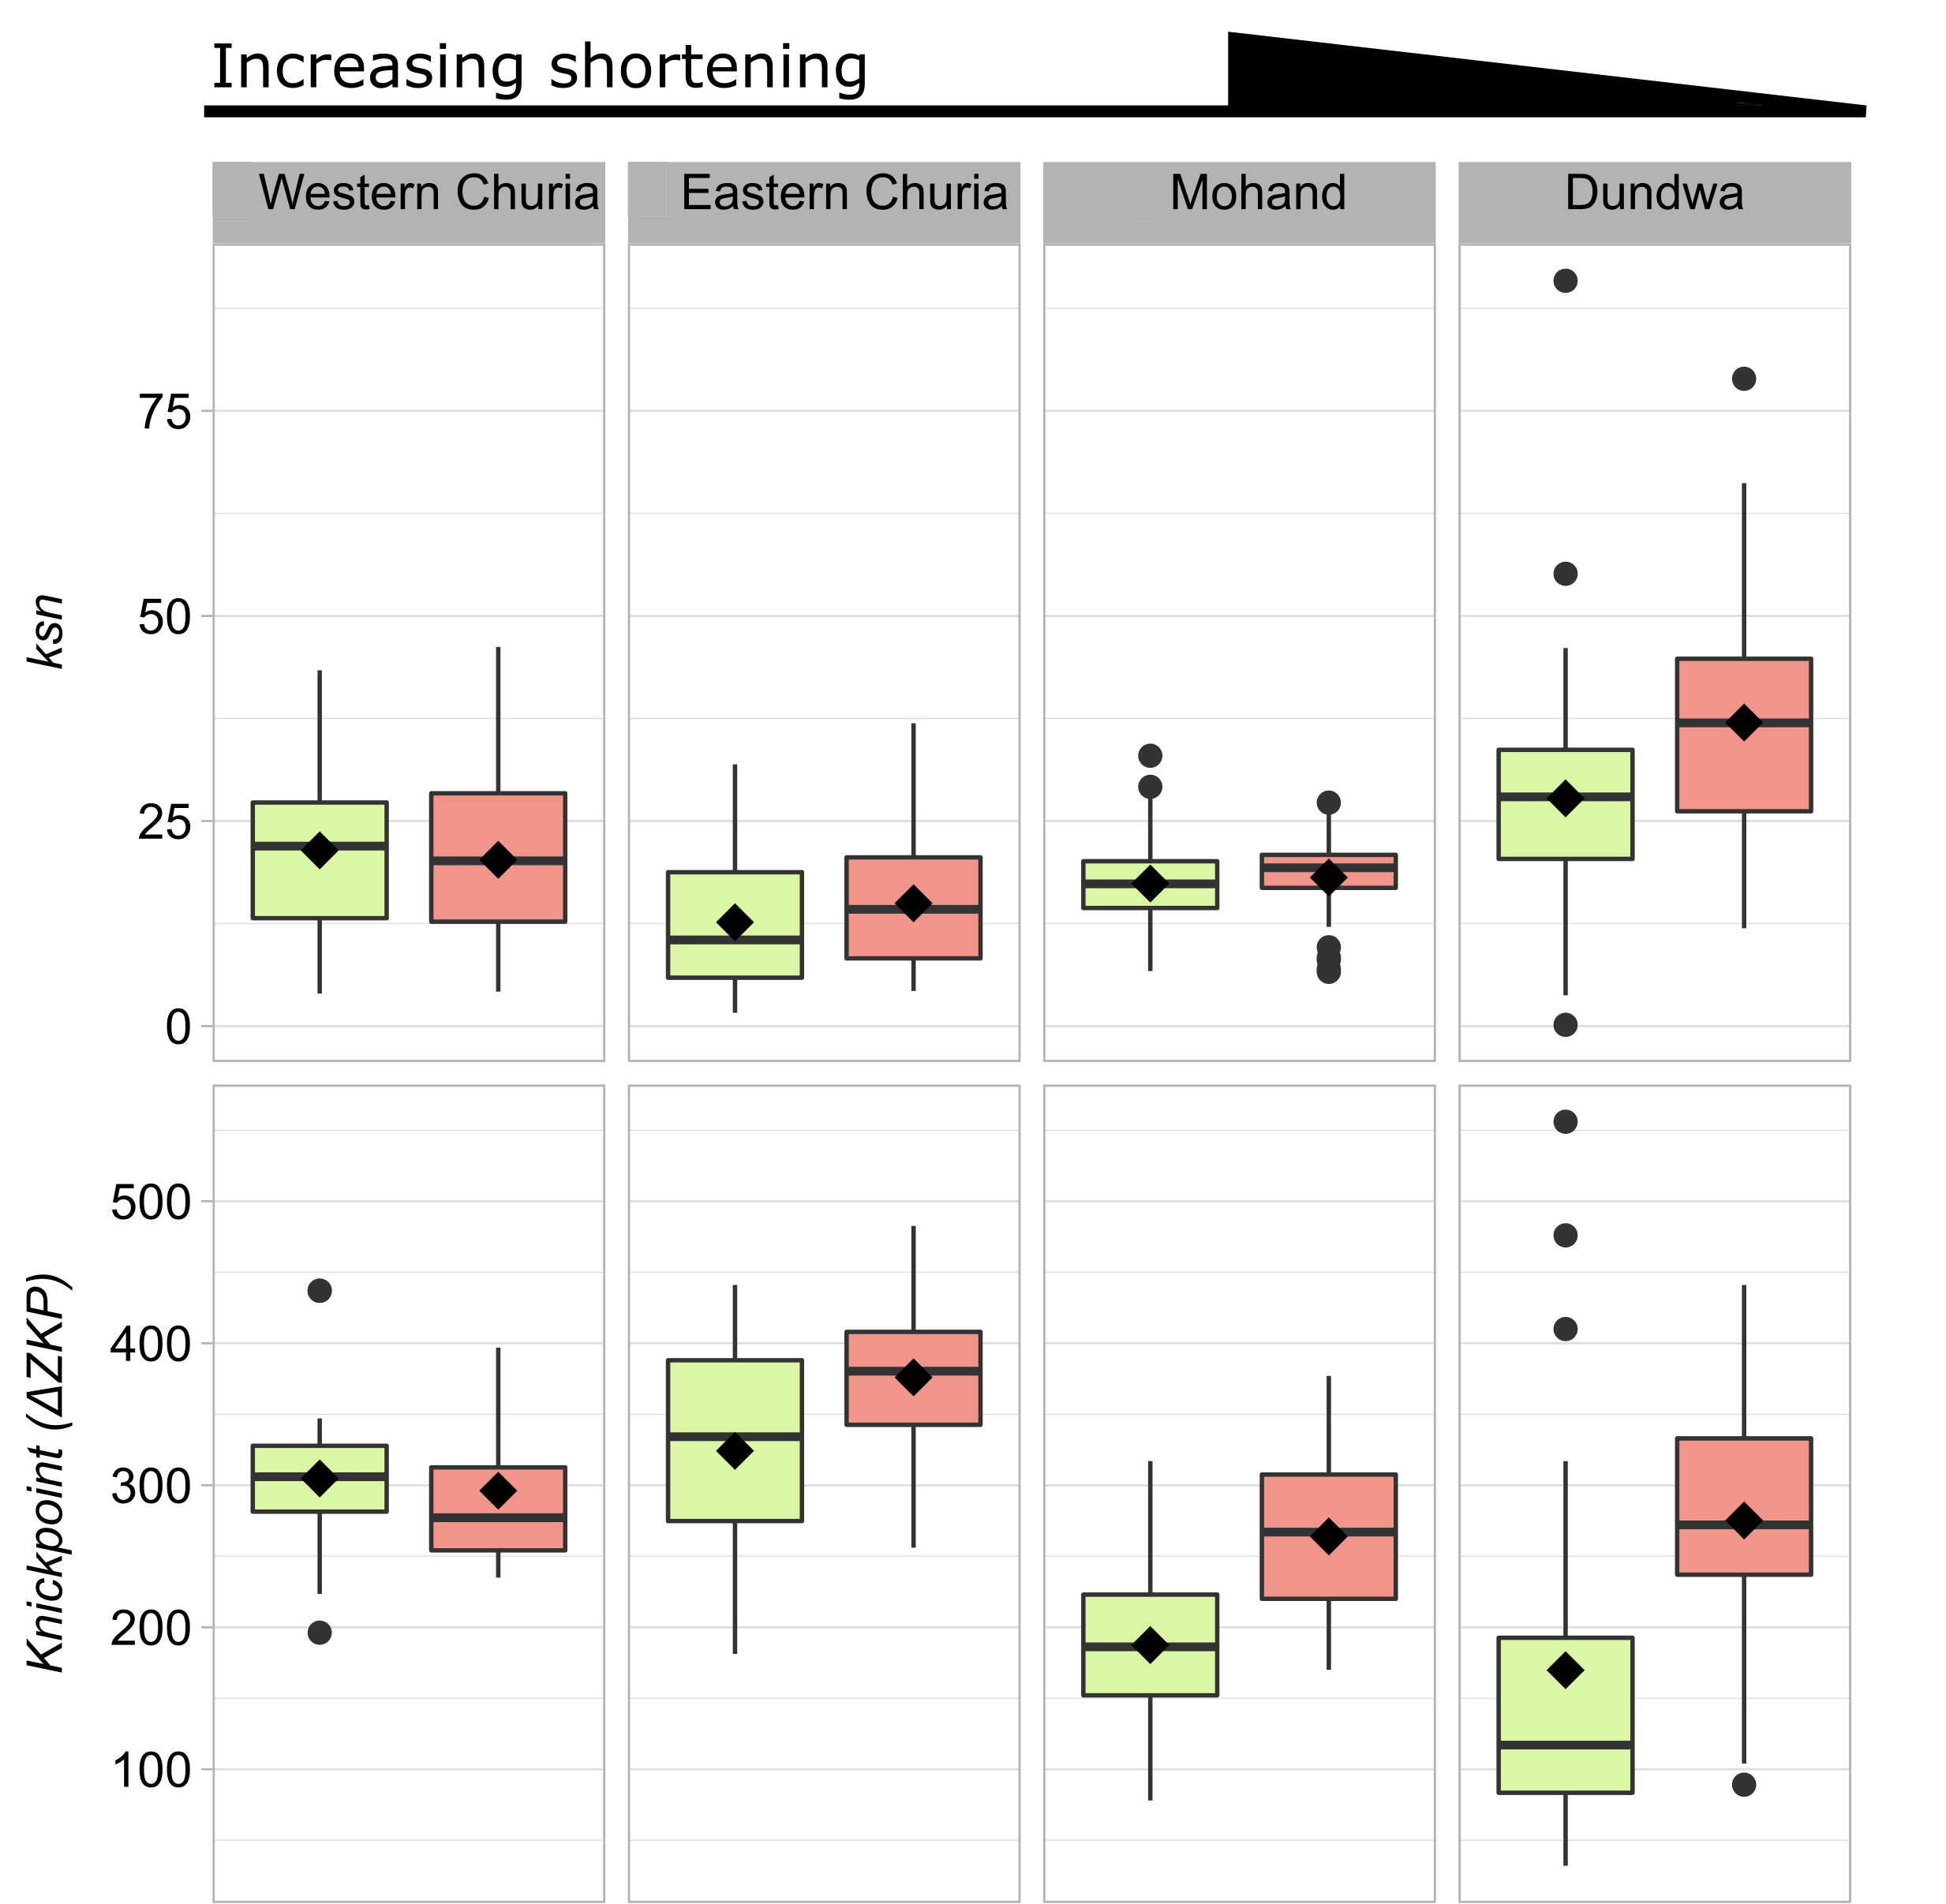 Increasing shortening
Western Churia
Eastern Churia
Mohand
Dundwa
ksn
75
50
25
0
Knickpoint (ΔZKP)
500
400
300
200
100